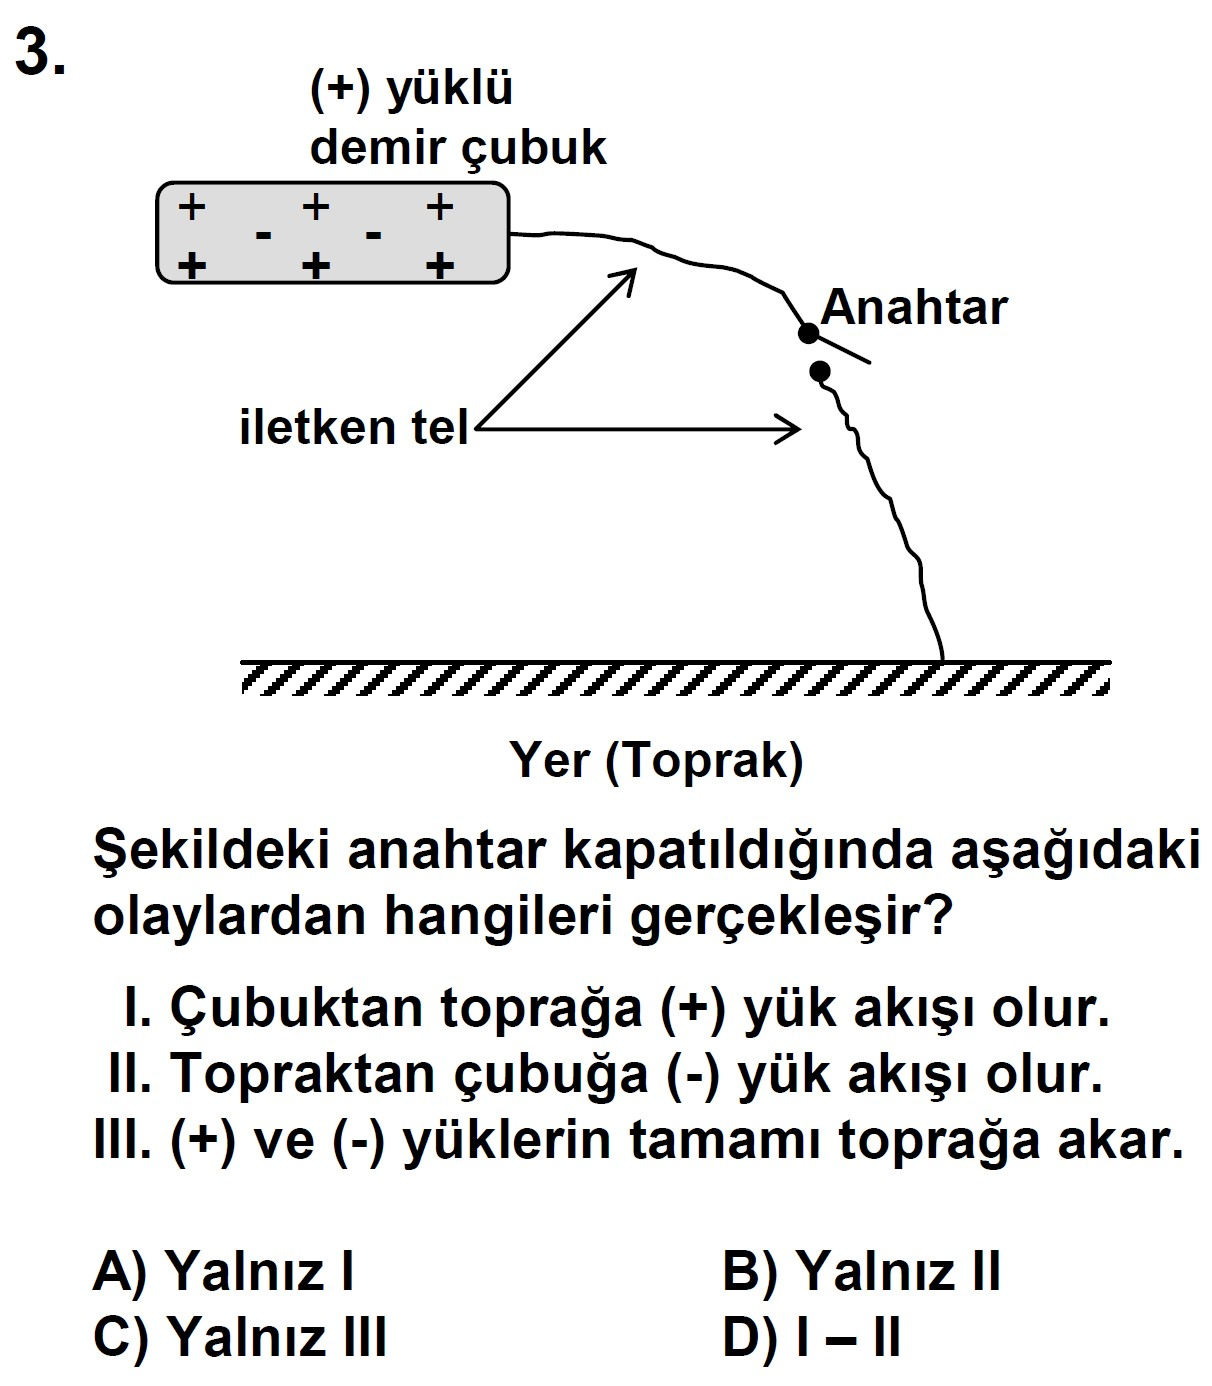 3.
(+) yüklü
demir çubuk
+ + +
- -
+ + +
Anahtar
iletken tel
Yer (Toprak)
Şekildeki anahtar kapatıldığında aşağıdaki
olaylardan hangileri gerçekleşir?
I. Çubuktan toprağa (+) yük akışı olur.
II. Topraktan çubuğa (-) yük akışı olur.
III. (+) ve (-) yüklerin tamamı toprağa akar.
A) Yalnız I B) Yalnız II
C) Yalnız III D) I – II